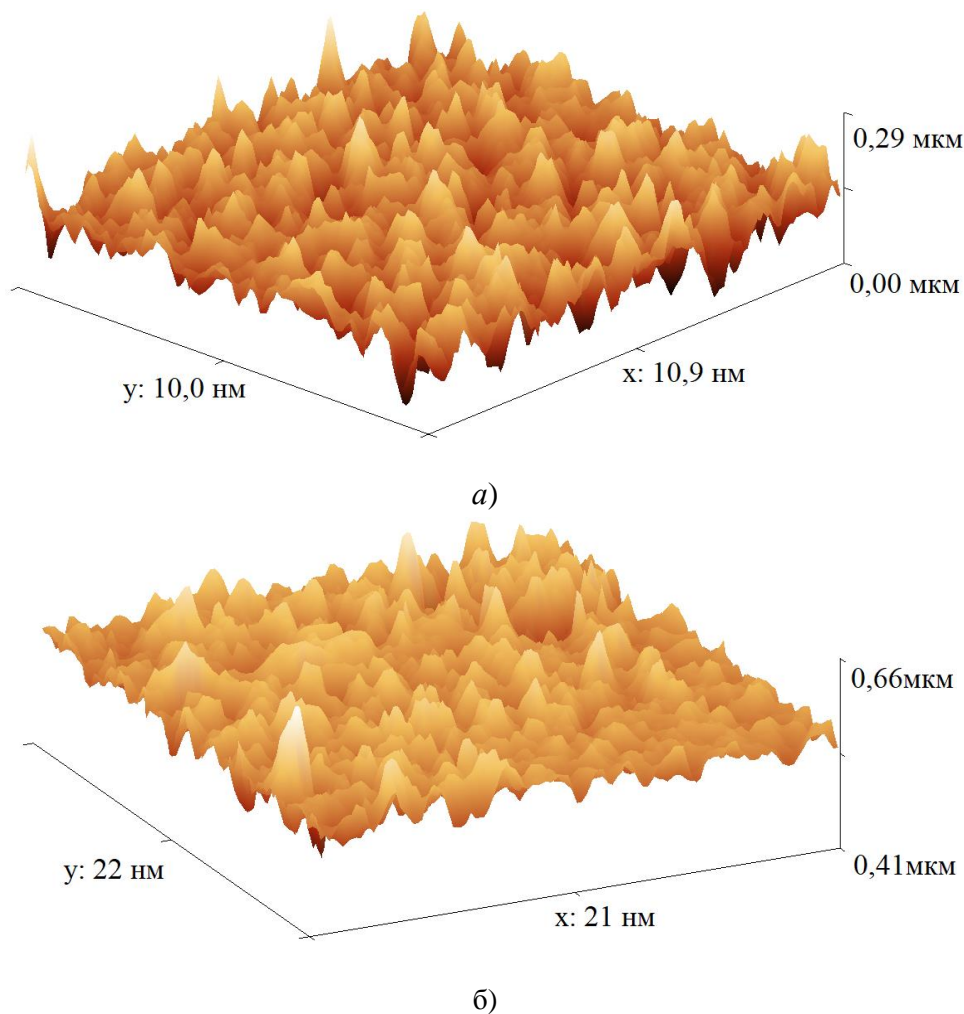 0,29 мкм
0,00 мкм
y: 10,0 нм
x: 10,9 нм
а)
0,66мкм
0,41мкм
y: 22 нм
x: 21 нм
б)